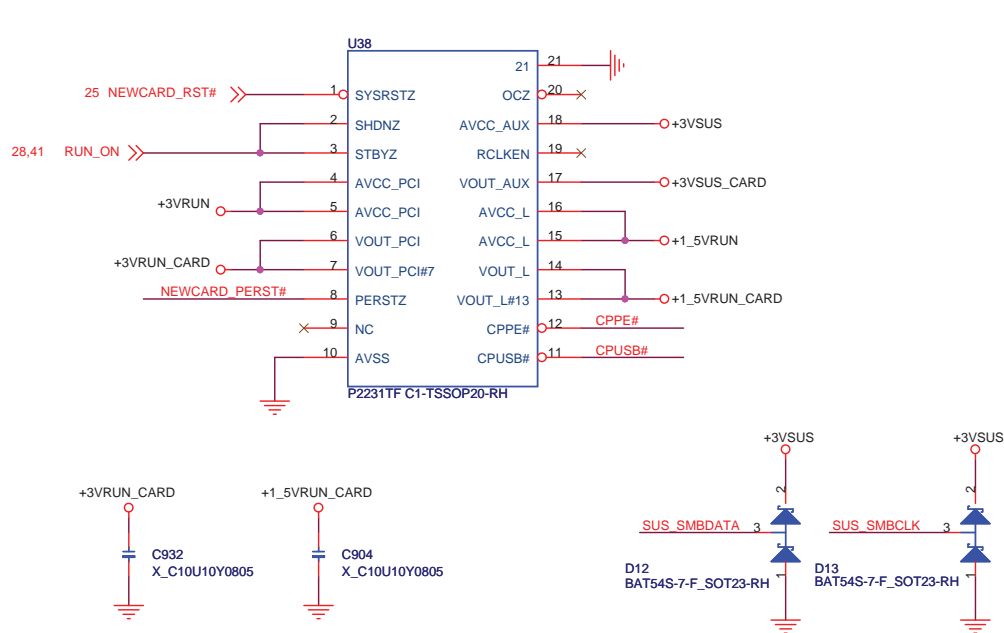 U38
21 21
25 NEWCARD_RST# 1 SYSRSTZ OCZ 20
2 SHDNZ AVCC_AUX 18 +3VSUS
28,41 RUN_ON 3 STBYZ RCLKEN 19
4 AVCC_PCI VOUT_AUX 17 +3VSUS_CARD
+3VRUN 5 AVCC_PCI AVCC_L 16
6 VOUT_PCI AVCC_L 15 +1_5VRUN
+3VRUN_CARD 7 VOUT_PCI#7 VOUT_L 14
NEWCARD_PERST# 8 PERSTZ VOUT_L#13 13 +1_5VRUN_CARD
9 NC CPPE# 12 CPPE#
10 AVSS CPUSB# 11 CPUSB#
P2231TF C1-TSSOP20-RH
+3VSUS +3VSUS
+3VRUN_CARD +1_5VRUN_CARD 2 2
SUS_SMBDATA 3 SUS_SMBCLK 3
C932 C904
X_C10U10Y0805 X_C10U10Y0805
D12 1 D13 1
BAT54S-7-F_SOT23-RH BAT54S-7-F_SOT23-RH